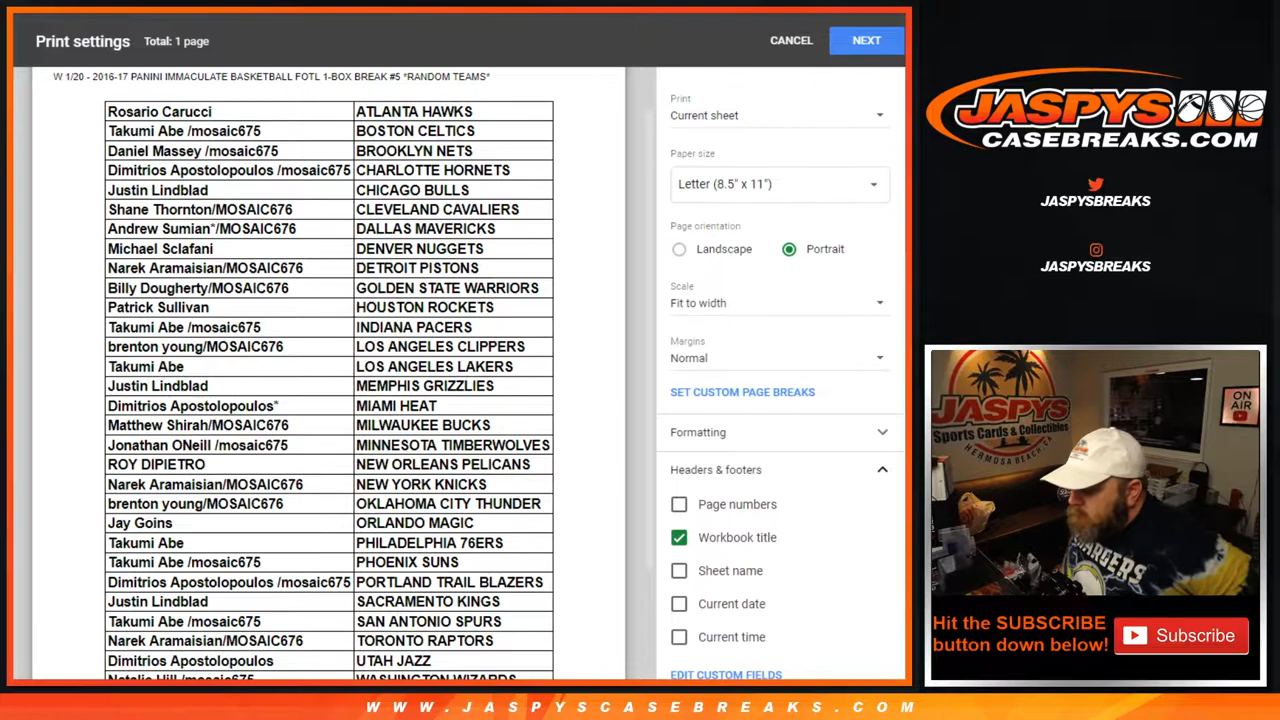 Print settings Total: 1 page CANCEL NEXT
W 1/20 - 2016-17 PANINI IMMACULATE BASKETBALL FOTL 1-BOX BREAK #5 *RANDOM TEAMS*
Rosario Carucci ATLANTA HAWKS
Takumi Abe /mosaic675 BOSTON CELTICS
Daniel Massey /mosaic675 BROOKLYN NETS
Dimitrios Apostolopoulos /mosaic675 CHARLOTTE HORNETS
Justin Lindblad CHICAGO BULLS
Shane Thornton/MOSAIC676 CLEVELAND CAVALIERS
Andrew Sumian*/MOSAIC676 DALLAS MAVERICKS
Michael Sclafani DENVER NUGGETS
Narek Aramaisian/MOSAIC676 DETROIT PISTONS
Billy Dougherty/MOSAIC676 GOLDEN STATE WARRIORS
Patrick Sullivan HOUSTON ROCKETS
Takumi Abe /mosaic675 INDIANA PACERS
brenton young/MOSAIC676 LOS ANGELES CLIPPERS
Takumi Abe LOS ANGELES LAKERS
Justin Lindblad MEMPHIS GRIZZLIES
Dimitrios Apostolopoulos* MIAMI HEAT
Matthew Shirah/MOSAIC676 MILWAUKEE BUCKS
Jonathan ONeill /mosaic675 MINNESOTA TIMBERWOLVES
ROY DIPIETRO NEW ORLEANS PELICANS
Narek Aramaisian/MOSAIC676 NEW YORK KNICKS
brenton young/MOSAIC676 OKLAHOMA CITY THUNDER
Jay Goins ORLANDO MAGIC
Takumi Abe PHILADELPHIA 76ERS
Takumi Abe /mosaic675 PHOENIX SUNS
Dimitrios Apostolopoulos /mosaic675 PORTLAND TRAIL BLAZERS
Justin Lindblad SACRAMENTO KINGS
Takumi Abe /mosaic675 SAN ANTONIO SPURS
Narek Aramaisian/MOSAIC676 TORONTO RAPTORS
Dimitrios Apostolopoulos UTAH JAZZ
Natalie Hill /mosaic675 WASHINGTON WIZARDS
Print
Current sheet
Paper size
Letter (8.5" x 11")
Page orientation
Landscape Portrait
Scale
Fit to width
Margins
Normal
SET CUSTOM PAGE BREAKS
Formatting
Headers & footers
Page numbers
Workbook title
Sheet name
Current date
Current time
EDIT CUSTOM FIELDS
JASPYS
CASEBREAKS.COM
JASPYSBREAKS
JASPYSBREAKS
JASPYS
Sports Cards & Collectibles
HERMOSA BEACH, CA
ON AIR
CHARGERS
Hit the SUBSCRIBE
button down below!
Subscribe
WWW.JASPYSCASEBREAKS.COM